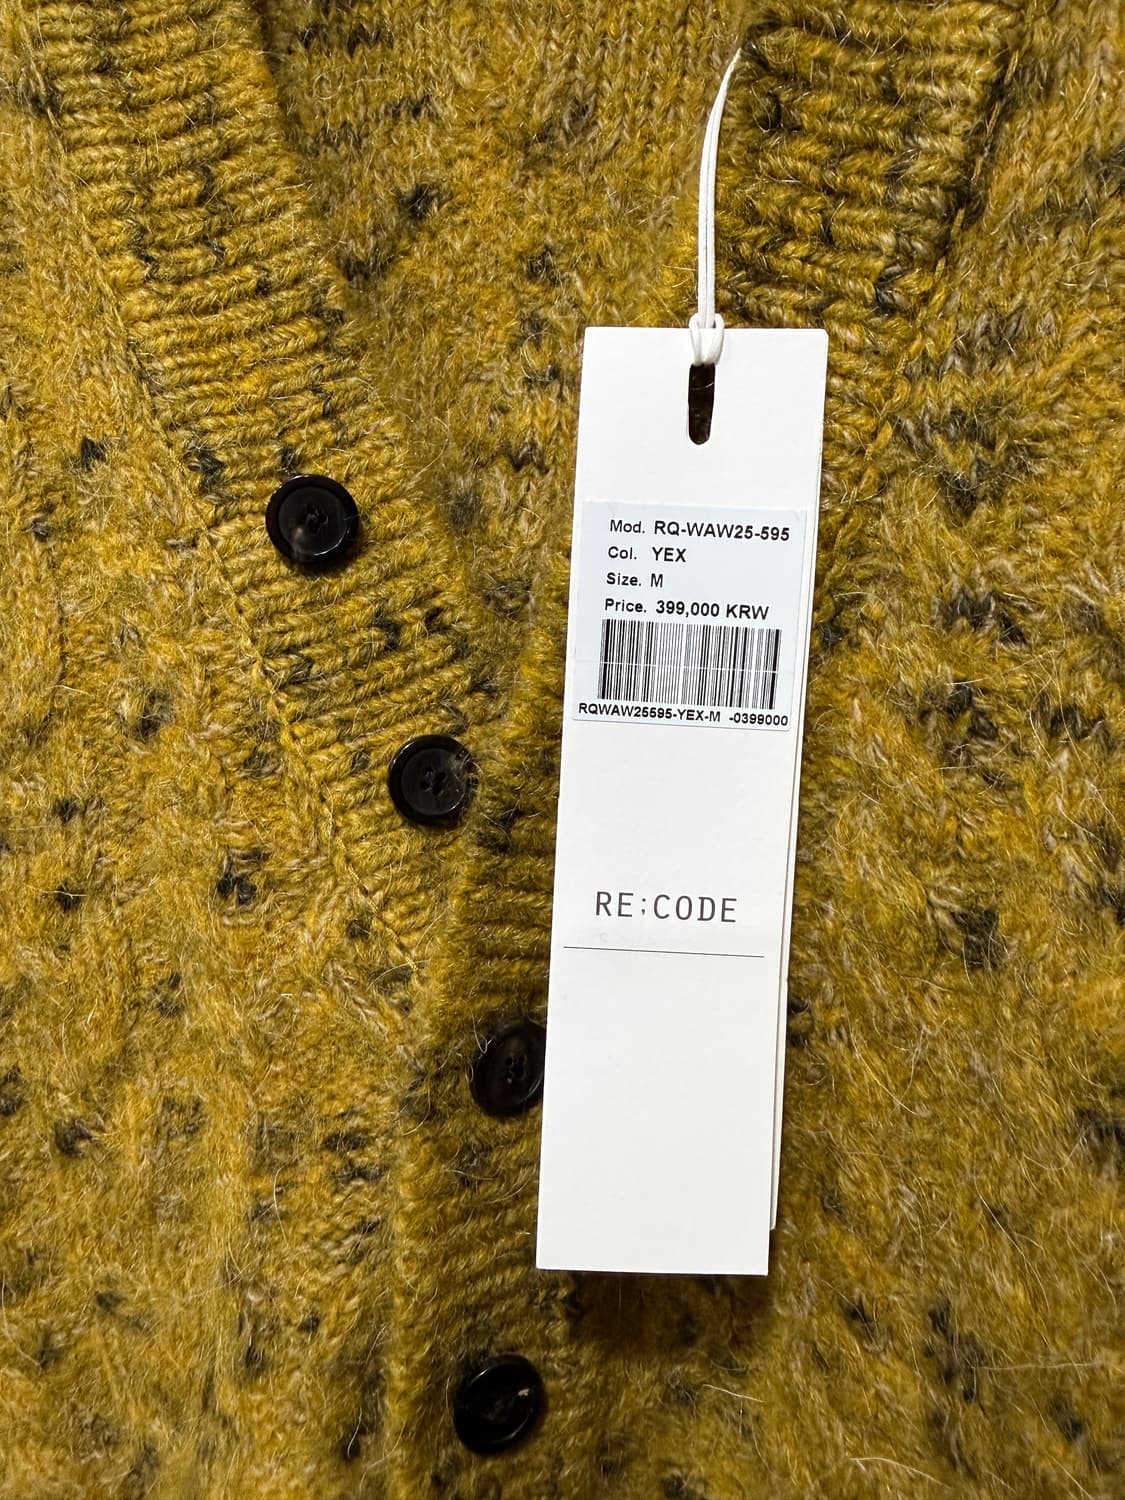 Mod. RQ-WAW25-595
Col. YEX
Size. M
Price. 399,000 KRW
RQWAW25595-YEX-M -0399000
RE;CODE